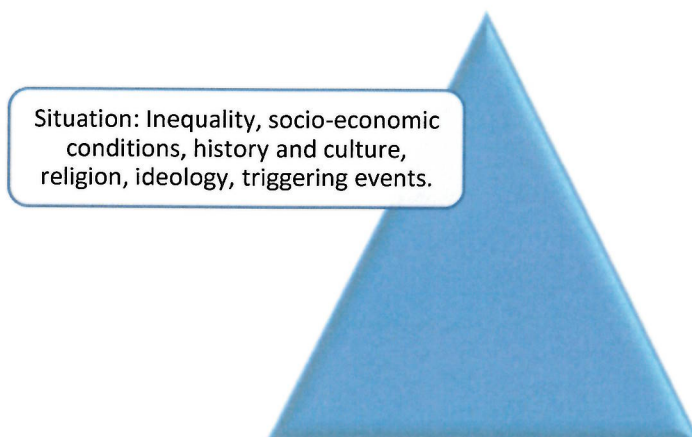 Situation: Inequality, socio-economic
conditions, history and culture,
religion, ideology, triggering events.